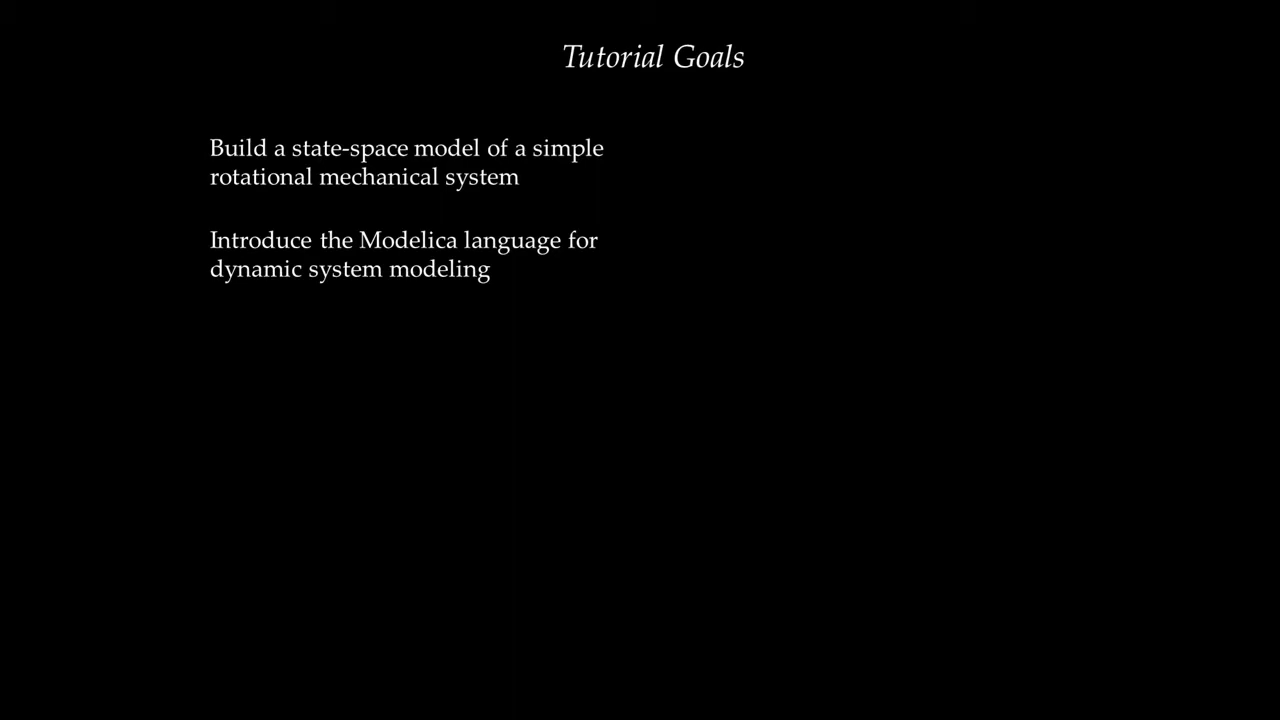 Tutorial Goals
Build a state-space model of a simple
rotational mechanical system
Introduce the Modelica language for
dynamic system modeling